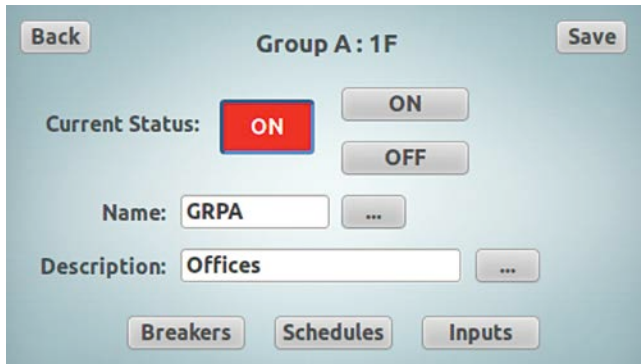 Back
Group A : 1F
Save
Current Status:
ON
ON
OFF
Name:
GRPA
...
Description:
Offices
...
Breakers
Schedules
Inputs